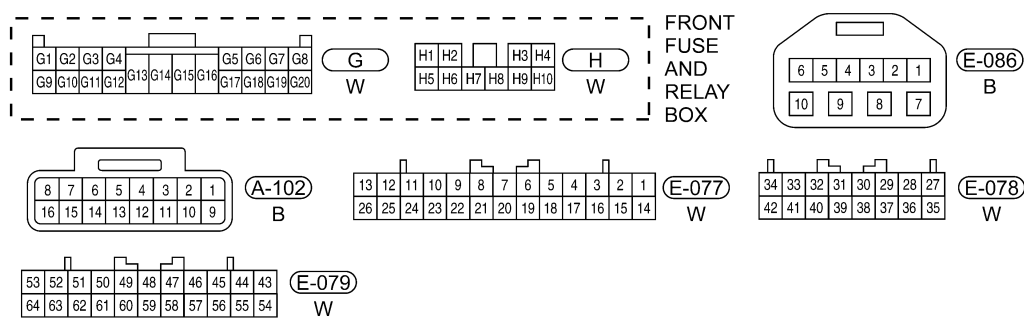 G1 G2 G3 G4 G13 G14 G15 G16 G5 G6 G7 G8
G9 G10 G11 G12 G17 G18 G19 G20
G
W
H1 H2 H3 H4
H5 H6 H7 H8 H9 H10
H
W
FRONT
FUSE
AND
RELAY
BOX
6 5 4 3 2 1
10 9 8 7
E-086
B
8 7 6 5 4 3 2 1
16 15 14 13 12 11 10 9
A-102
B
13 12 11 10 9 8 7 6 5 4 3 2 1
26 25 24 23 22 21 20 19 18 17 16 15 14
E-077
W
34 33 32 31 30 29 28 27
42 41 40 39 38 37 36 35
E-078
W
53 52 51 50 49 48 47 46 45 44 43
64 63 62 61 60 59 58 57 56 55 54
E-079
W